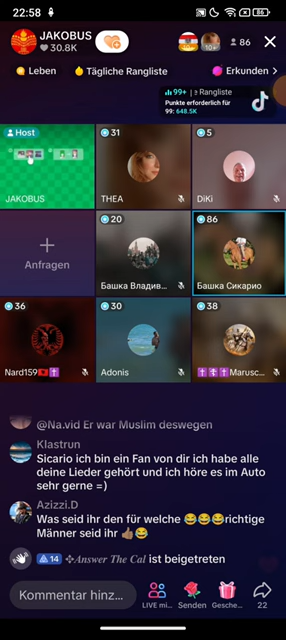 22:58
86
JAKOBUS
30.8K
10+
86
Leben
Tägliche Rangliste
Erkunden
99+ | Rangliste
Punkte erforderlich für
99: 648.5K
Host
JAKOBUS
31
THEA
5
DiKi
Anfragen
20
Башка Владив...
86
Башка Сикарио
36
Nard159
30
Adonis
38
Marusc...
@Na.vid Er war Muslim deswegen
Klastrun
Sicario ich bin ein Fan von dir ich habe alle
deine Lieder gehört und ich höre es im Auto
sehr gerne =)
Azizzi.D
Was seid ihr den für welche 😂😂😂richtige
Männer seid ihr 👍🏽😂
14 Answer The Cal ist beigetreten
Kommentar hinz...
LIVE mi...
Senden
Gesche...
22